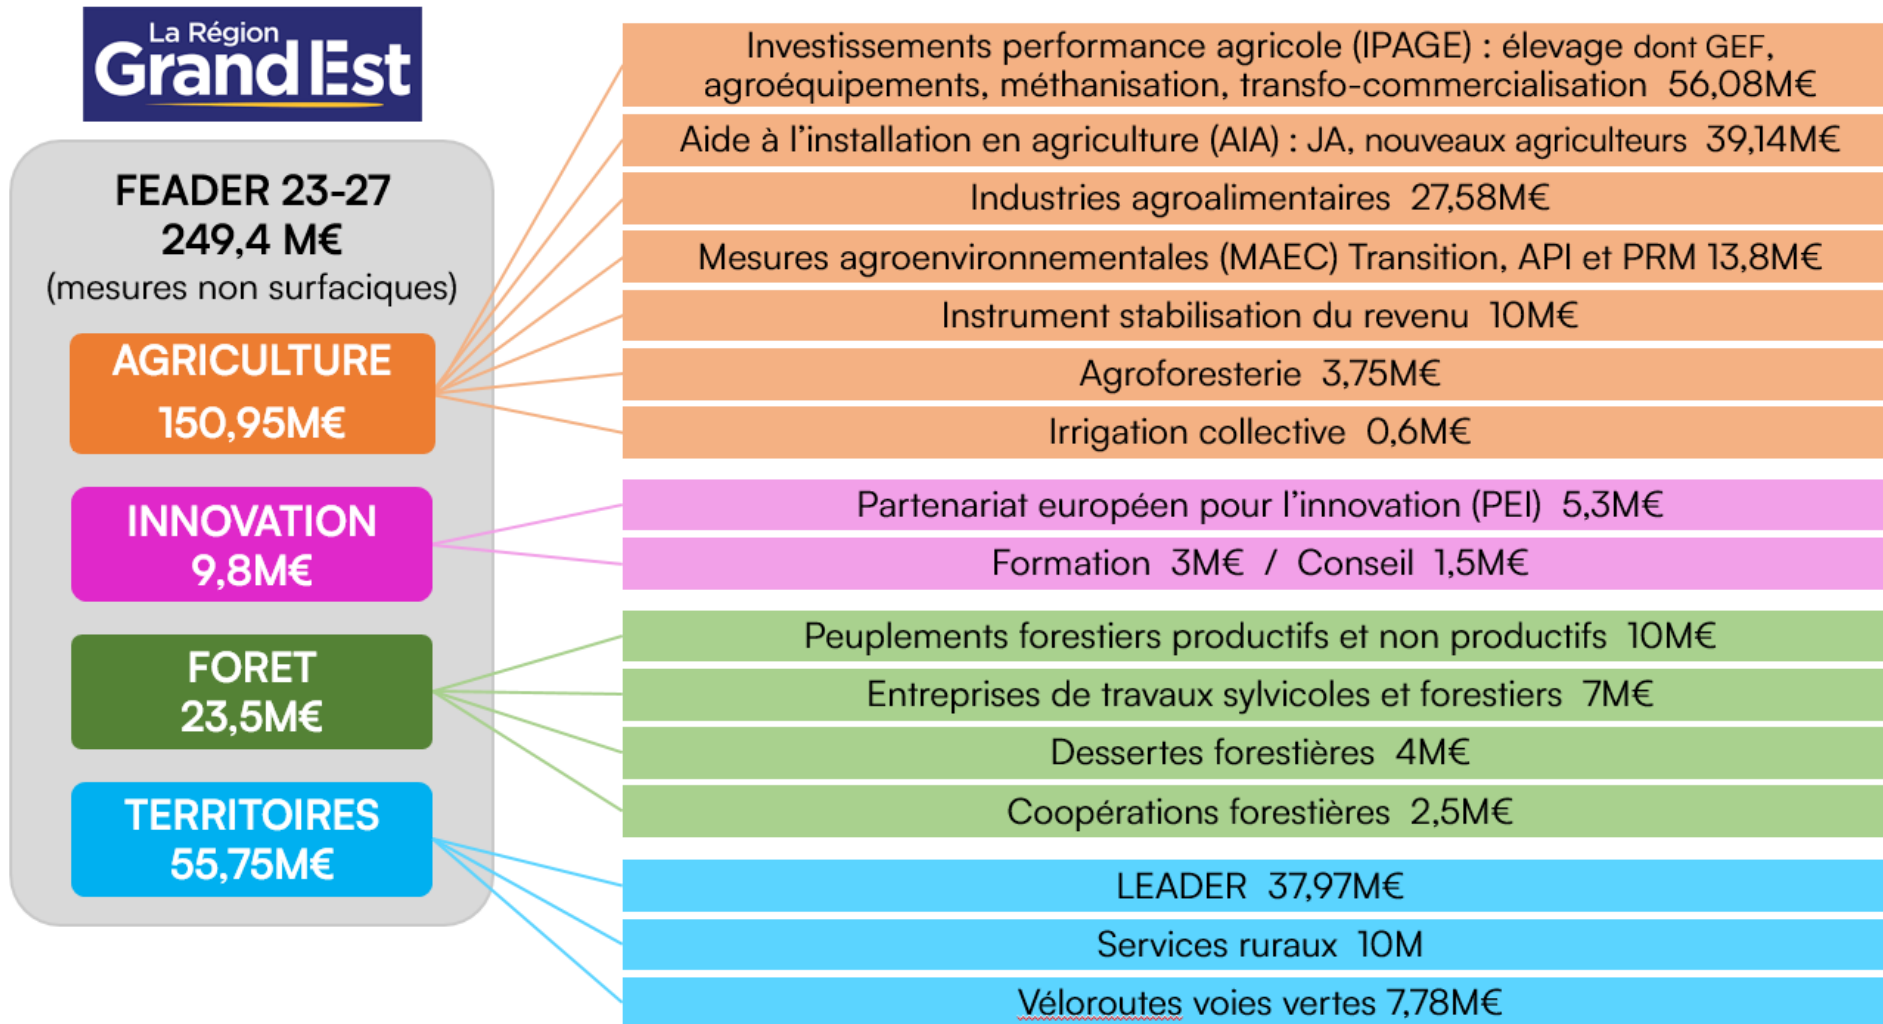 La Région
Grand Est
FEADER 23-27
249,4 M€
(mesures non surfaciques)
AGRICULTURE
150,95M€
INNOVATION
9,8M€
FORET
23,5M€
TERRITOIRES
55,75M€
Investissements performance agricole (IPAGE) : élevage dont GEF,
agroéquipements, méthanisation, transfo-commercialisation 56,08M€
Aide à l'installation en agriculture (AIA) : JA, nouveaux agriculteurs 39,14M€
Industries agroalimentaires 27,58M€
Mesures agroenvironnementales (MAEC) Transition, API et PRM 13,8M€
Instrument stabilisation du revenu 10M€
Agroforesterie 3,75M€
Irrigation collective 0,6M€
Partenariat européen pour l'innovation (PEI) 5,3M€
Formation 3M€ / Conseil 1,5M€
Peuplements forestiers productifs et non productifs 10M€
Entreprises de travaux sylvicoles et forestiers 7M€
Dessertes forestières 4M€
Coopérations forestières 2,5M€
LEADER 37,97M€
Services ruraux 10M
Véloroutes voies vertes 7,78M€